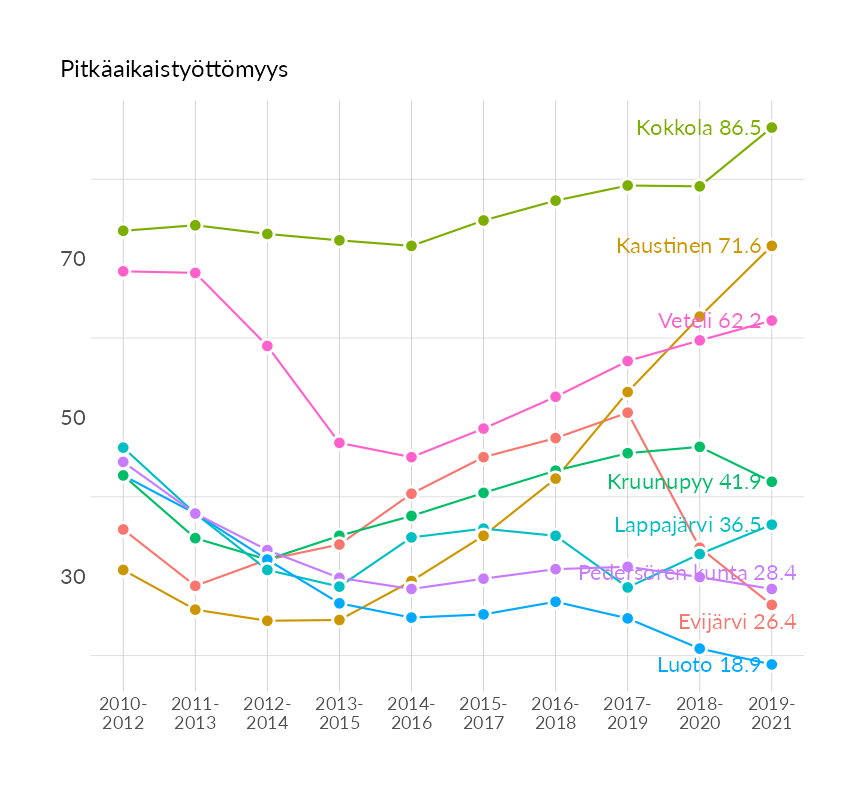 Pitkäaikaistyöttömyys
Kokkola 86.5
Kaustinen 71.6
70
Veteli 62.2
50
Kruunupyy 41.9
Lappajärvi 36.5
Pedersören kunta 28.4
30
Evijärvi 26.4
Luoto 18.9
2010- 2011- 2012- 2013- 2014- 2015- 2016- 2017- 2018- 2019-
2012 2013 2014 2015 2016 2017 2018 2019 2020 2021